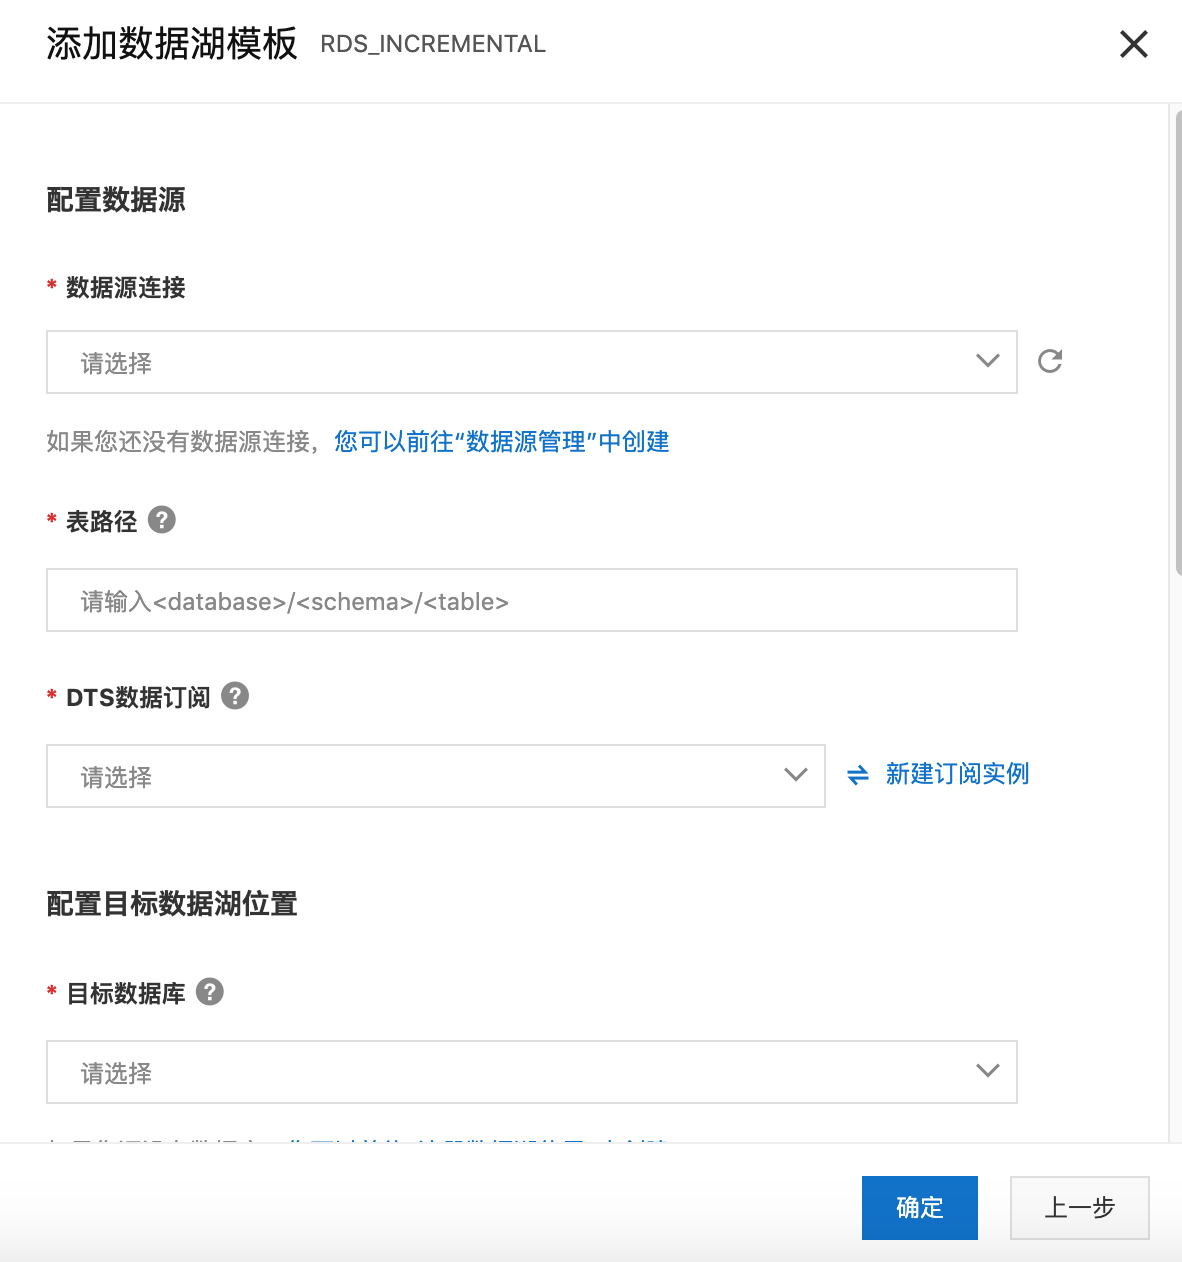 添加数据湖模板 RDS_INCREMENTAL
配置数据源
* 数据源连接
请选择
如果您还没有数据源连接，您可以前往“数据源管理”中创建
* 表路径 ?
请输入<database>/<schema>/<table>
* DTS数据订阅 ?
请选择 新建订阅实例
配置目标数据湖位置
* 目标数据库 ?
请选择
确定 上一步